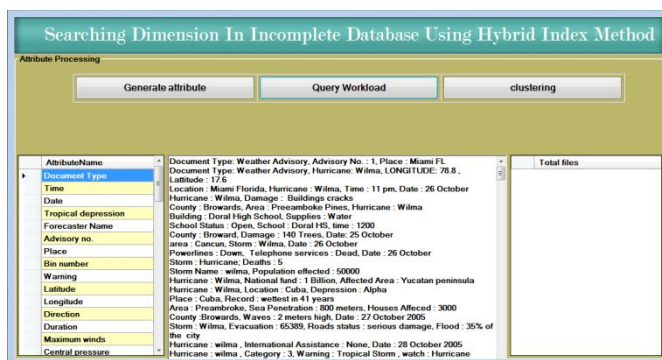 Searching Dimension In Incomplete Database Using Hybrid Index Method
Attribute Processing
Generate attribute
Query Workload
clustering
AttributeName
Document Type
Time
Date
Tropical depression
Forecaster Name
Advisory no.
Place
Bin number
Warning
Latitude
Longitude
Direction
Duration
Maximum winds
Central pressure
Document Type: Weather Advisory, Advisory No. : 1, Place : Miami FL
Document Type: Weather Advisory, Hurricane: Wilma, LONGITUDE: 78.8 ,
Lattitude : 17.6
Location : Miami Florida, Hurricane : Wilma, Time : 11 pm, Date : 26 October
Hurricane : Wilma, Damage : Buildings cracks
County : Browards, Area : Preeamboke Pines, Hurricane : Wilma
Building : Doral High School, Supplies : Water
School Status : Open, School : Doral HS, time : 1200
County : Broward, Damage : 140 Trees, Date: 25 October
area : Cancun, Storm : Wilma, Date : 26 October
Powerlines : Down, Telephone services : Dead, Date : 26 October
Storm : Hurricane; Deaths : 5
Storm Name : wilma, Population effected : 50000
Hurricane : Wilma, National fund : 1 Billion, Affected Area : Yucatan peninsula
Hurricane : Wilma, Location : Cuba, Depression : Alpha
Place : Cuba, Record : wettest in 41 years
Area : Preambroke, Sea Penetration : 800 meters, Houses Affeced : 3000
County :Browards, Waves : 2 meters high, Date : 27 October 2005
Storm : Wilma, Evacuation : 65389, Roads status : serious damage, Flood : 35% of
the city
Hurricane : wilma , International Assistance : None, Date : 28 October 2005
Hurricane : wilma , Category : 3, Warning : Tropical Storm , watch : Hurricane
Total files